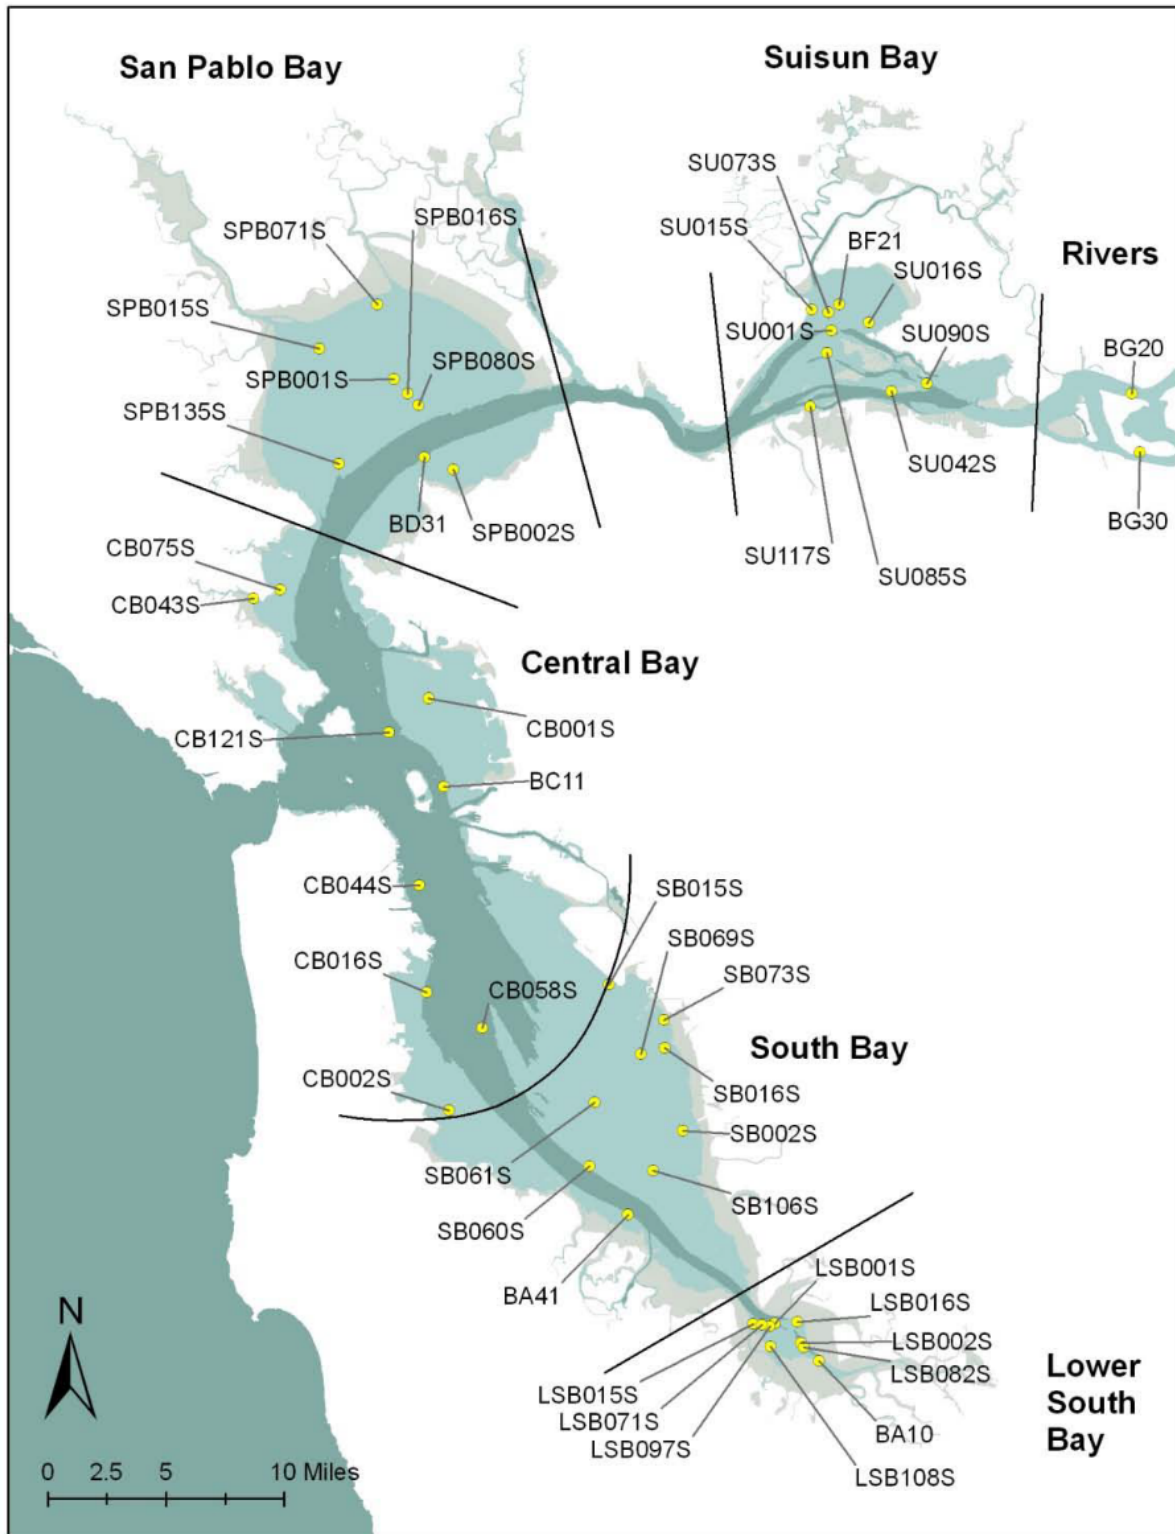 San Pablo Bay
Suisun Bay
SU073S
SPB016S
SPB071S
SU015S
BF21
SU016S
Rivers
SPB015S
SU001S
SU090S
SPB080S
BG20
SPB001S
SPB135S
SU042S
BD31
SPB002S
BG30
CB075S
SU117S
SU085S
CB043S
Central Bay
CB001S
CB121S
BC11
CB044S
SB015S
SB069S
CB016S
SB073S
CB058S
South Bay
CB002S
SB016S
SB002S
SB061S
SB106S
SB060S
LSB001S
BA41
LSB016S
N
LSB002S
LSB082S
Lower
South
Bay
LSB015S
LSB071S
BA10
LSB097S
LSB108S
0 2.5 5 10 Miles